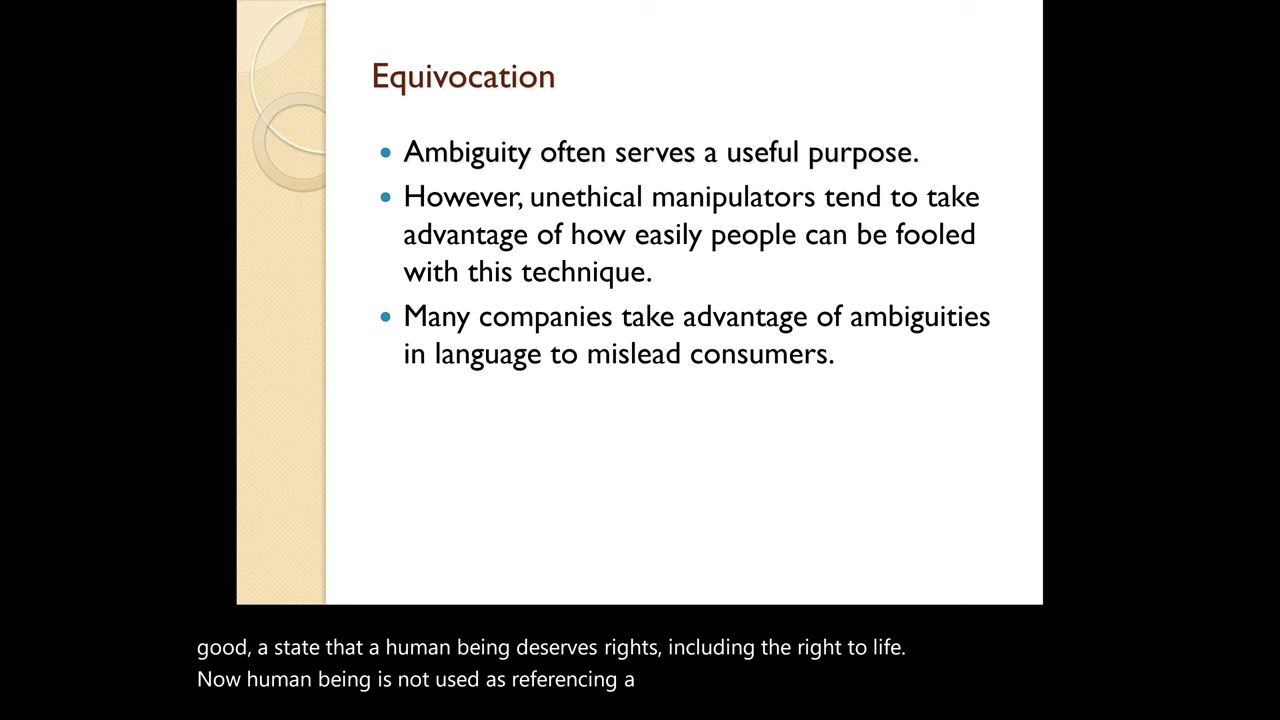 Equivocation
Ambiguity often serves a useful purpose.
However, unethical manipulators tend to take
advantage of how easily people can be fooled
with this technique.
Many companies take advantage of ambiguities
in language to mislead consumers.
good, a state that a human being deserves rights, including the right to life.
Now human being is not used as referencing a